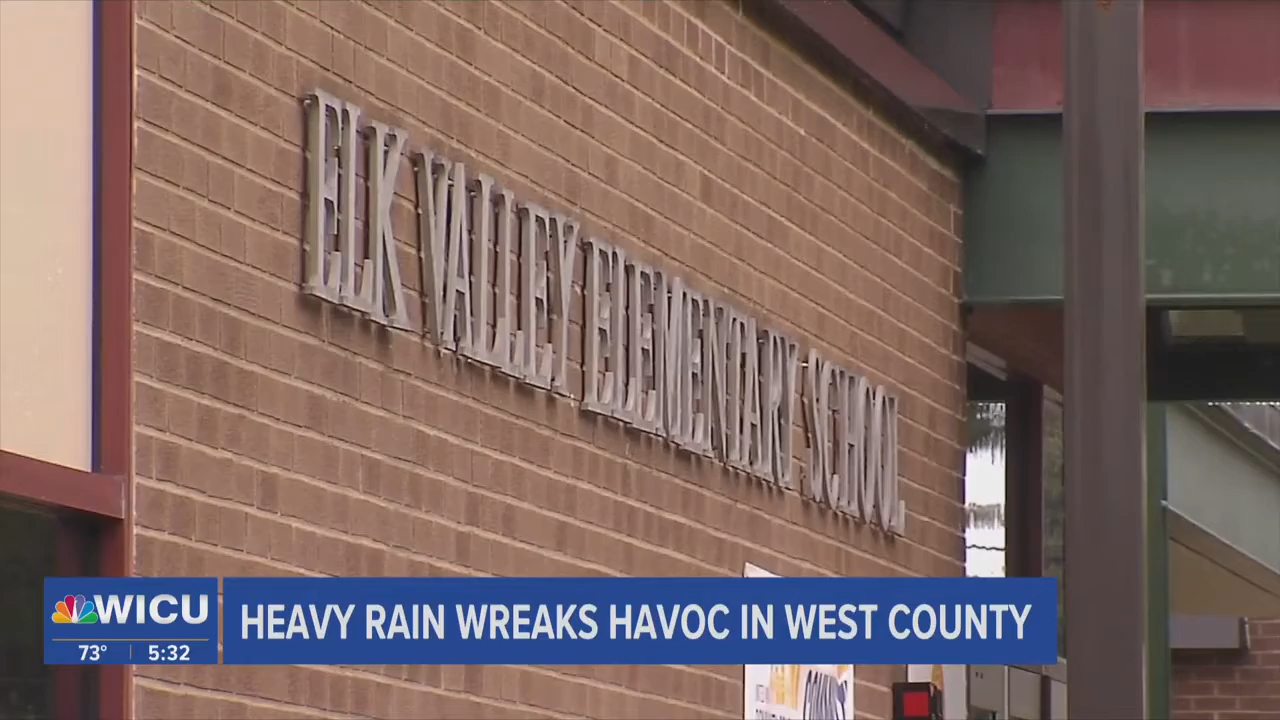 ELK VALLEY ELEMENTARY SCHOOL
WICU
73° 5:32
HEAVY RAIN WREAKS HAVOC IN WEST COUNTY